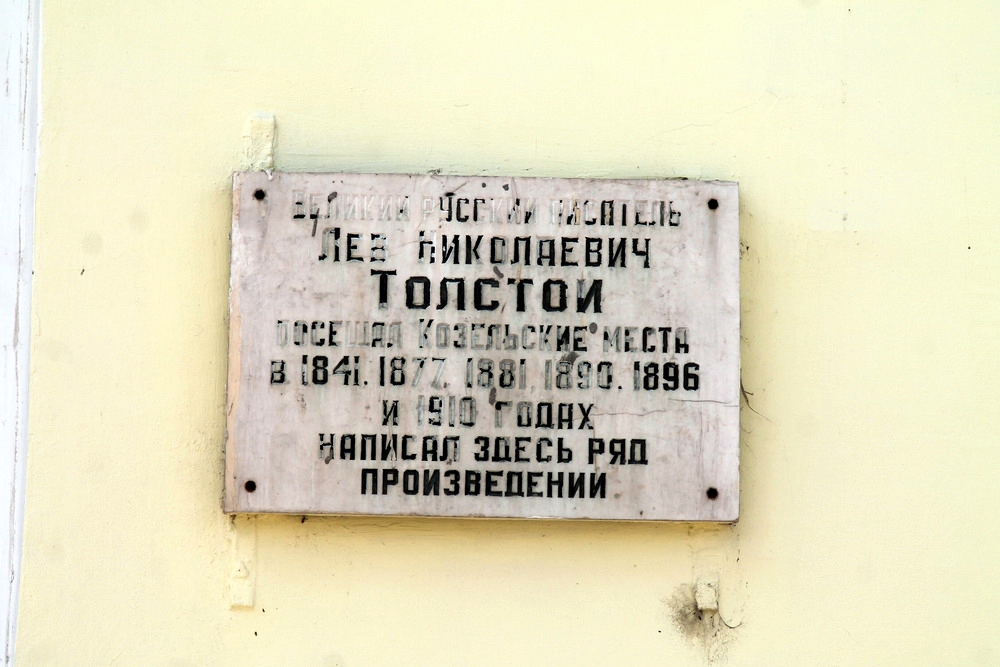 Великий русский писатель
Лев Николаевич
Толстой
посещал Козельские места
в 1841, 1877, 1881, 1890, 1896
и 1910 годах
написал здесь ряд
произведений